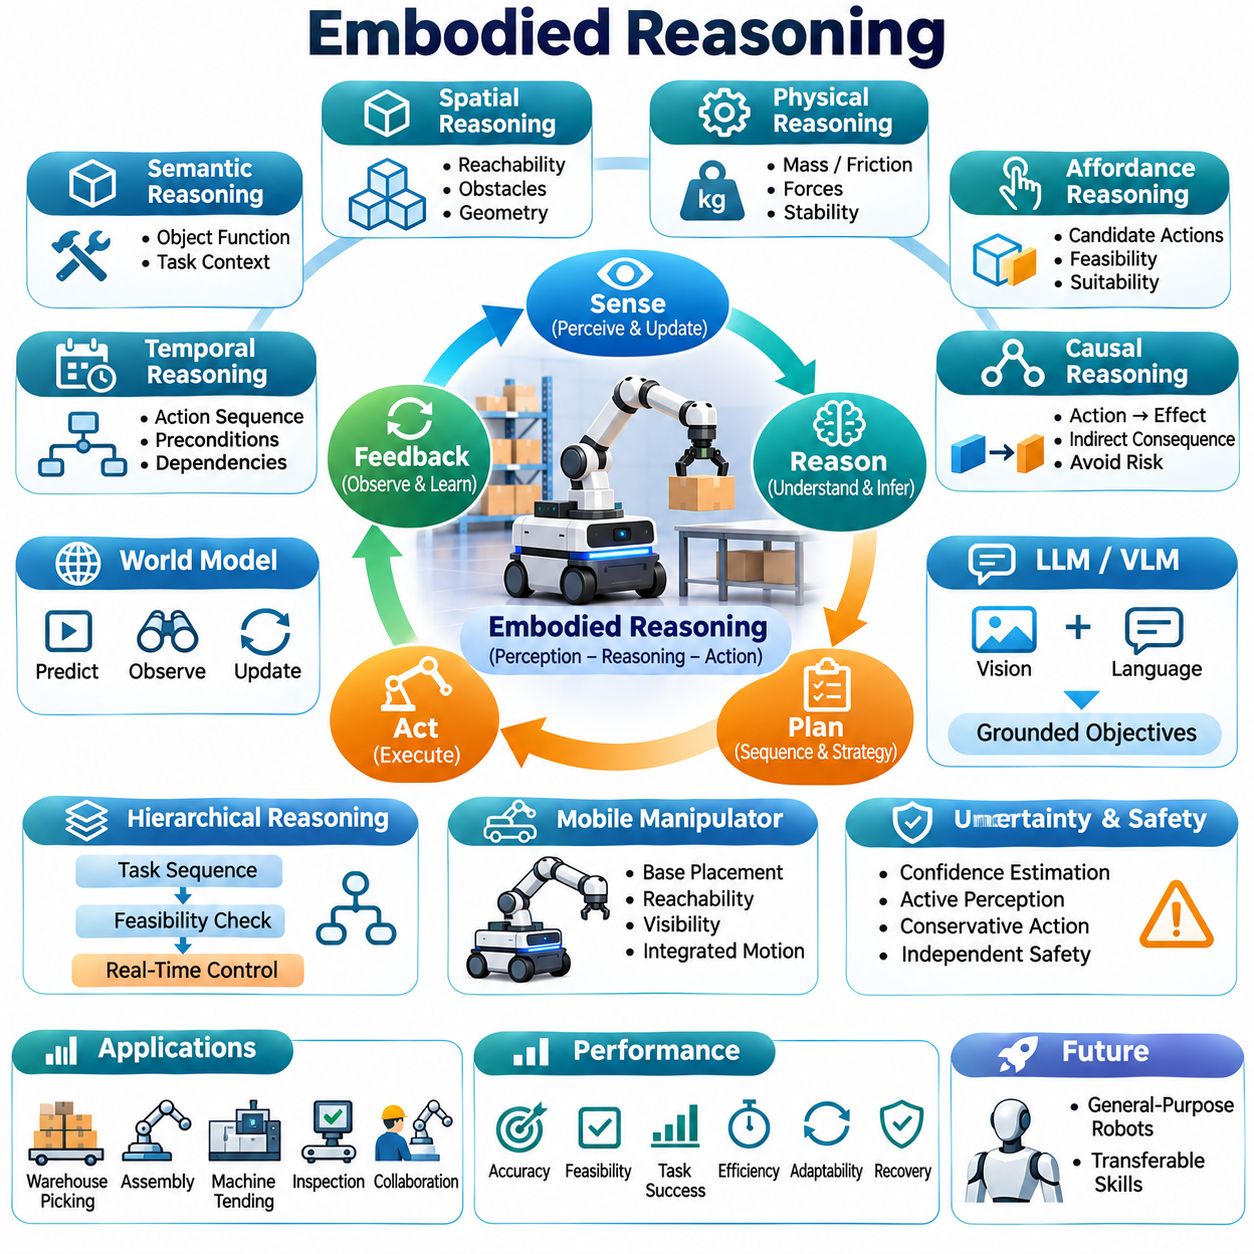 Embodied Reasoning
Spatial
Reasoning
• Reachability
• Obstacles
• Geometry
Physical
Reasoning
kg
• Mass / Friction
• Forces
• Stability
Semantic
Reasoning
• Object Function
• Task Context
Affordance
Reasoning
• Candidate Actions
• Feasibility
• Suitability
Temporal
Reasoning
• Action Sequence
• Preconditions
• Dependencies
Causal
Reasoning
• Action → Effect
• Indirect Consequence
• Avoid Risk
Sense
(Perceive & Update)
Reason
(Understand & Infer)
Plan
(Sequence & Strategy)
Act
(Execute)
Feedback
(Observe & Learn)
Embodied Reasoning
(Perception – Reasoning – Action)
World Model
Predict
Observe
Update
LLM / VLM
Vision
+
Language
Grounded Objectives
Hierarchical Reasoning
Task Sequence
Feasibility Check
Real-Time Control
Mobile Manipulator
• Base Placement
• Reachability
• Visibility
• Integrated Motion
& Safety
• Confidence Estimation
• Active Perception
• Conservative Action
• Independent Safety
Applications
Warehouse
Picking
Assembly
Machine
Tending
Inspection
Collaboration
Performance
Accuracy
Feasibility
Task
Success
Efficiency
Adaptability
Recovery
Future
• General-Purpose
Robots
• Transferable
Skills